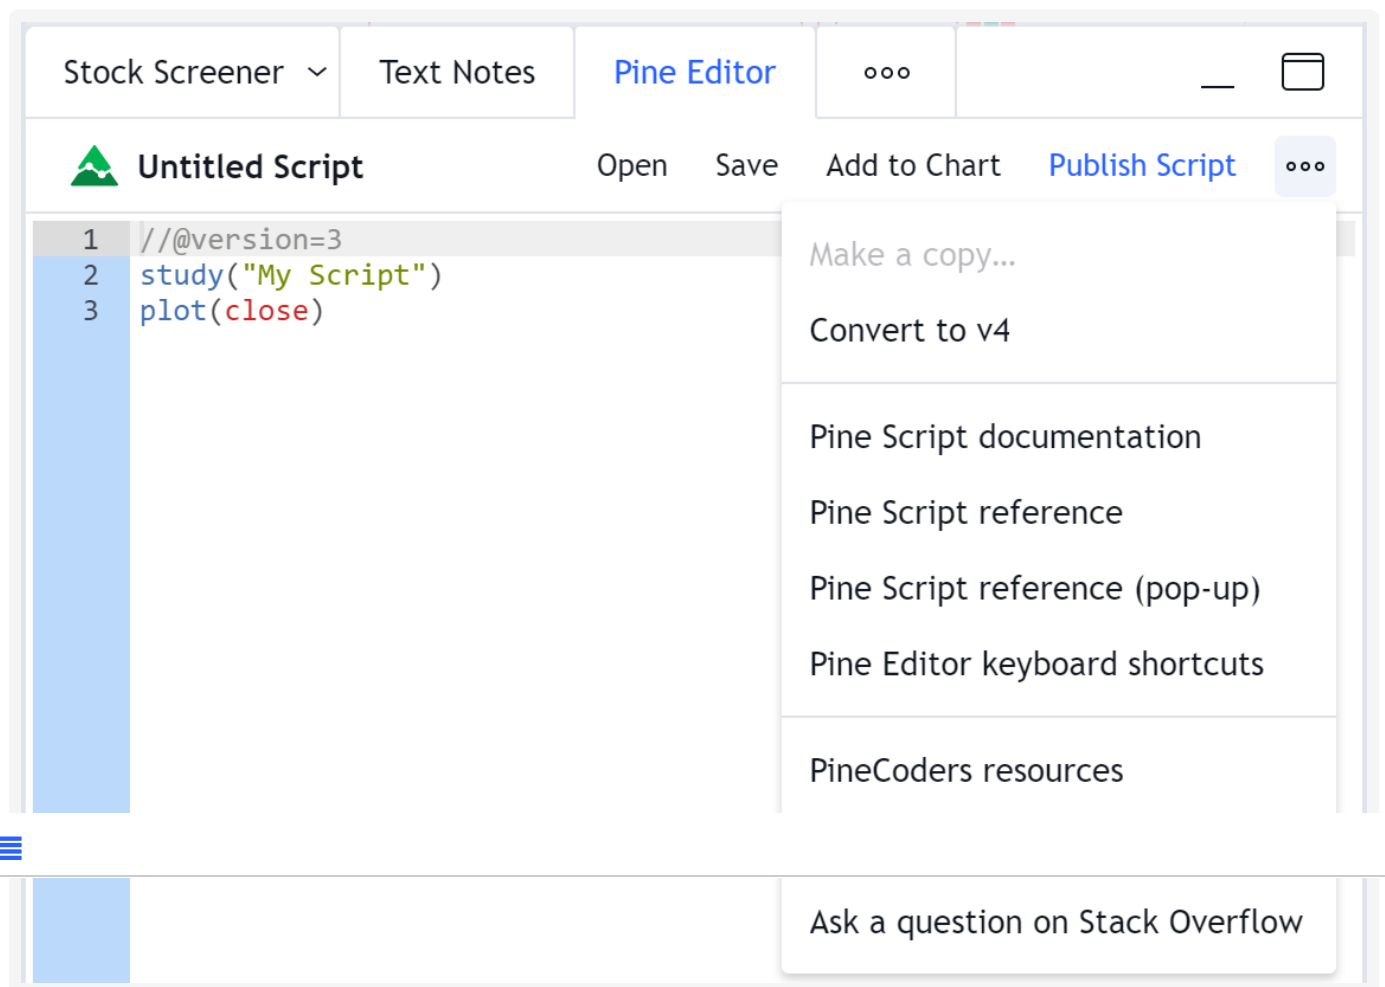 Stock Screener
Text Notes
Pine Editor
Untitled Script
Open
Save
Add to Chart
Publish Script
1 //@version=3
2 study("My Script")
3 plot(close)
Make a copy...
Convert to v4
Pine Script documentation
Pine Script reference
Pine Script reference (pop-up)
Pine Editor keyboard shortcuts
PineCoders resources
Ask a question on Stack Overflow